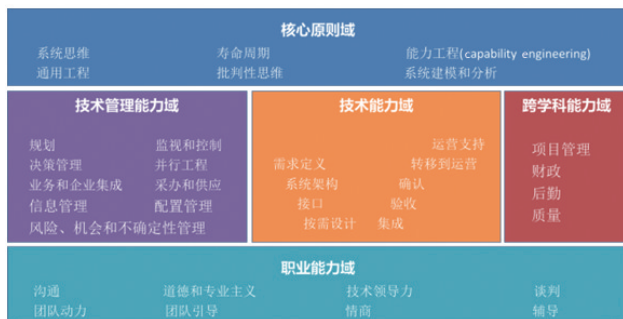 核心原则域
系统思维 寿命周期 能力工程(capability engineering)
通用工程 批判性思维 系统建模和分析
技术管理能力域
规划 监视和控制
决策管理 并行工程
业务和企业集成 采办和供应
信息管理 配置管理
风险、机会和不确定性管理
技术能力域
运营支持
需求定义 转移到运营
系统架构 确认
接口 验收
按需设计 集成
跨学科能力域
项目管理
财政
后勤
质量
职业能力域
沟通 道德和专业主义 技术领导力 谈判
团队动力 团队引导 情商 辅导